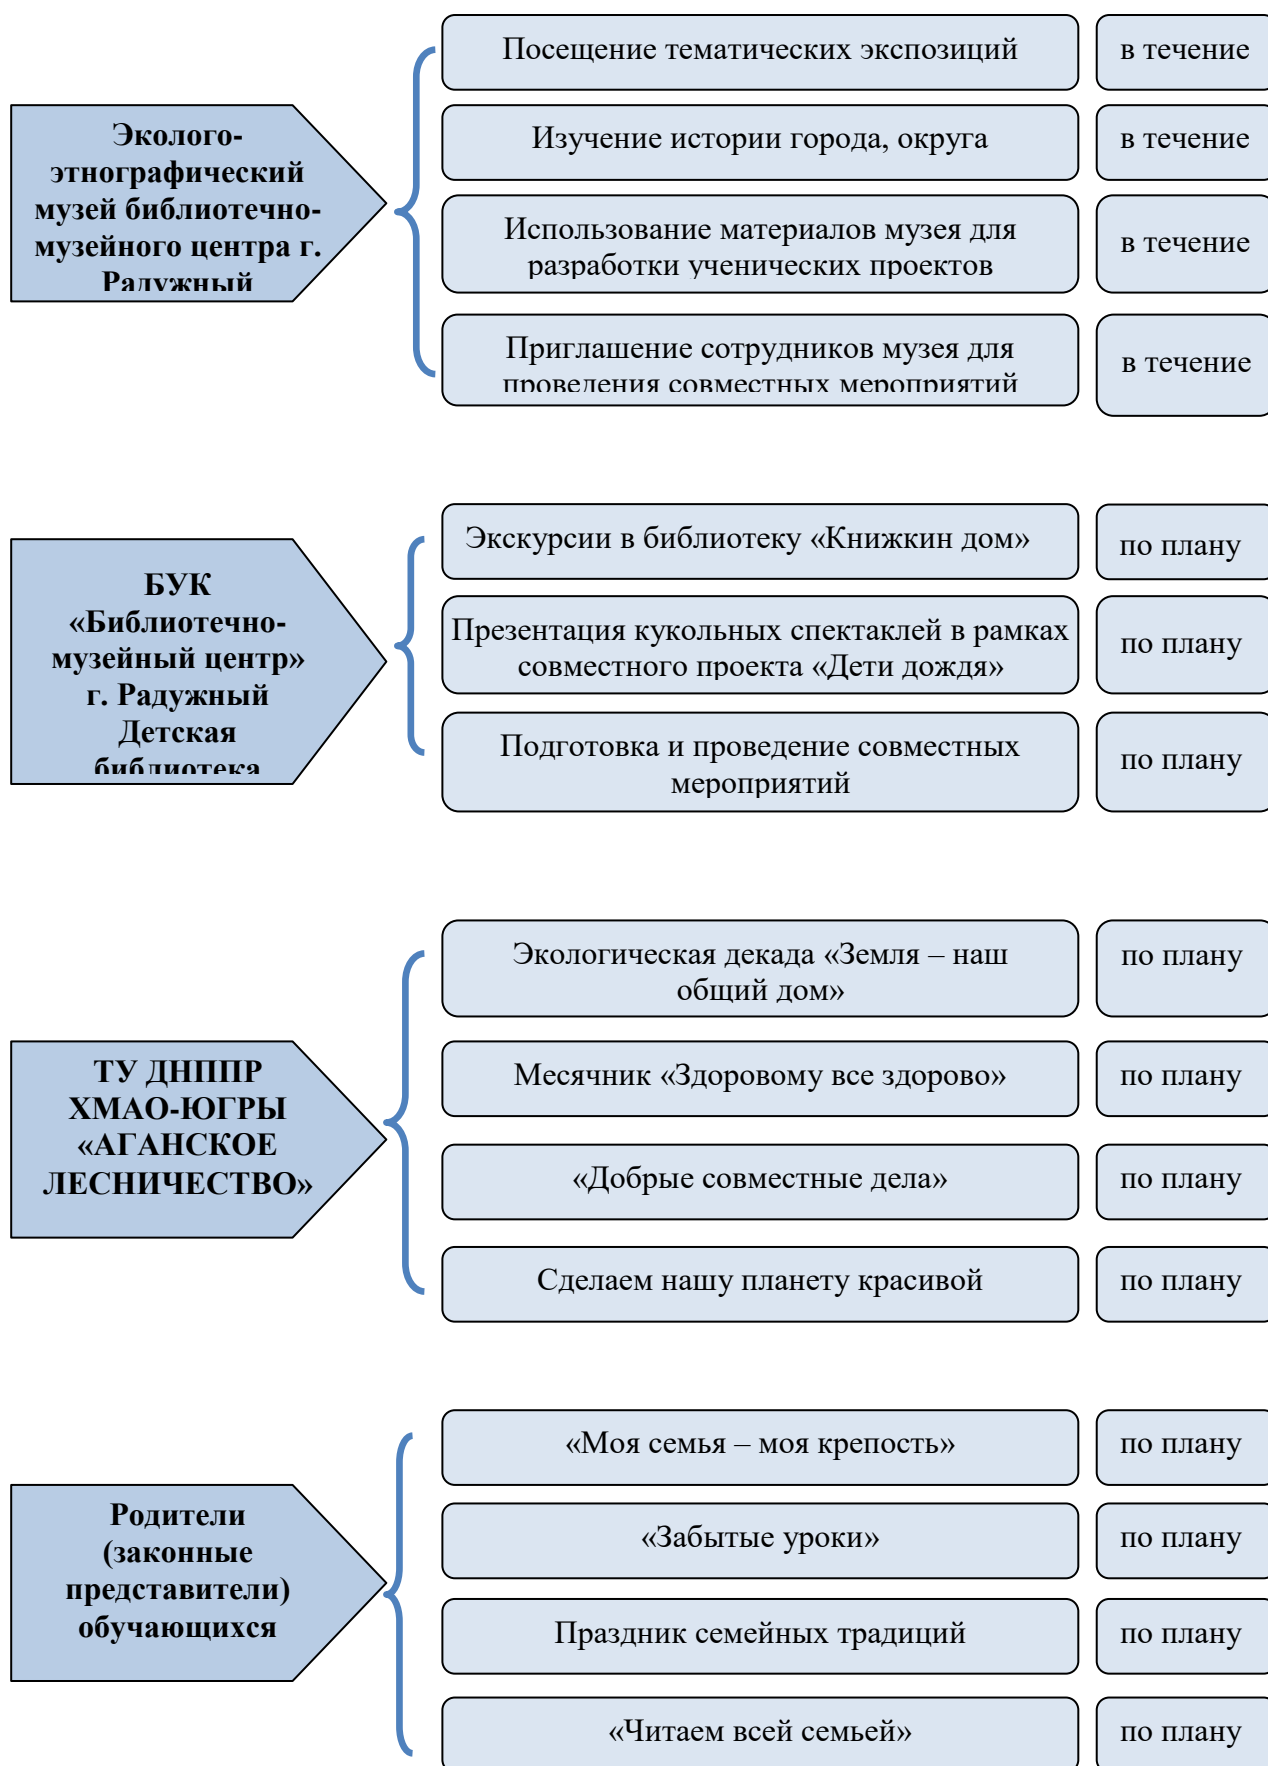 Эколого-
этнографический
музей библиотечно-
музейного центра г.
Радужный
Посещение тематических экспозиций
в течение
Изучение истории города, округа
в течение
Использование материалов музея для
разработки ученических проектов
в течение
Приглашение сотрудников музея для
проведения совместных мероприятий
в течение
БУК
«Библиотечно-
музейный центр»
г. Радужный
Детская
библиотека
Экскурсии в библиотеку «Книжкин дом»
по плану
Презентация кукольных спектаклей в рамках
совместного проекта «Дети дождя»
по плану
Подготовка и проведение совместных
мероприятий
по плану
ТУ ДНППР
ХМАО-ЮГРЫ
«АГАНСКОЕ
ЛЕСНИЧЕСТВО»
Экологическая декада «Земля – наш
общий дом»
по плану
Месячник «Здоровому все здорово»
по плану
«Добрые совместные дела»
по плану
Сделаем нашу планету красивой
по плану
Родители
(законные
представители)
обучающихся
«Моя семья – моя крепость»
по плану
«Забытые уроки»
по плану
Праздник семейных традиций
по плану
«Читаем всей семьей»
по плану